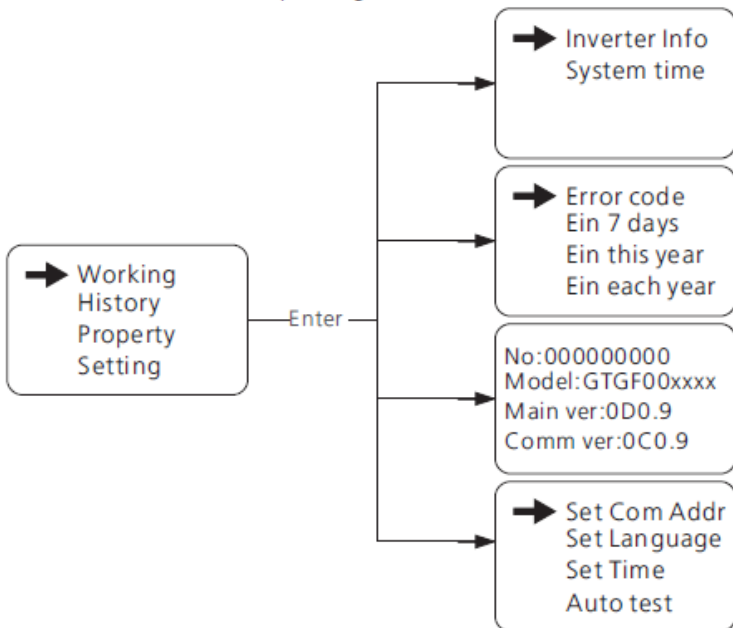 Working
History
Property
Setting
Enter
Inverter Info
System time
Error code
Ein 7 days
Ein this year
Ein each year
No:000000000
Model:GTGF00xxxx
Main ver:0D0.9
Comm ver:0C0.9
Set Com Addr
Set Language
Set Time
Auto test